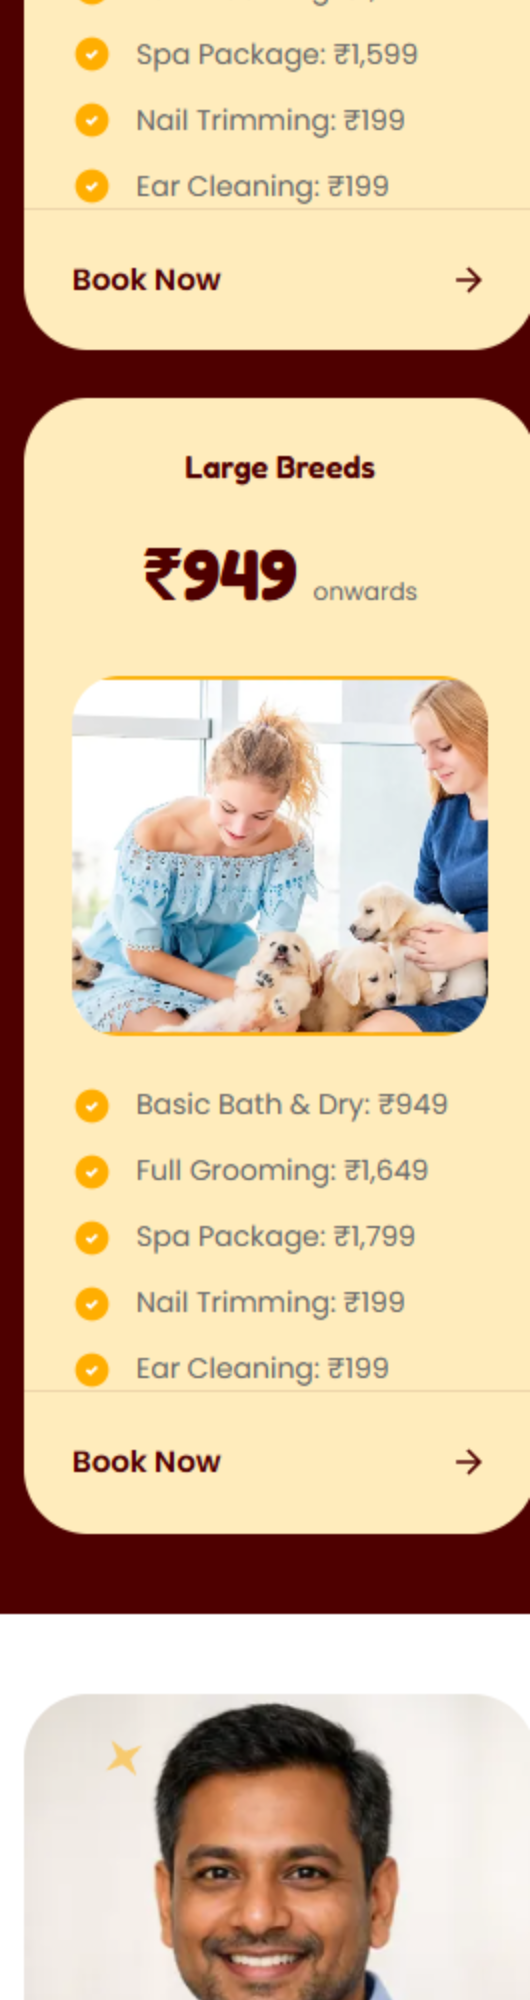 Spa Package: ₹1,599
Nail Trimming: ₹199
Ear Cleaning: ₹199
Book Now
Large Breeds
₹949 onwards
Basic Bath & Dry: ₹949
Full Grooming: ₹1,649
Spa Package: ₹1,799
Nail Trimming: ₹199
Ear Cleaning: ₹199
Book Now